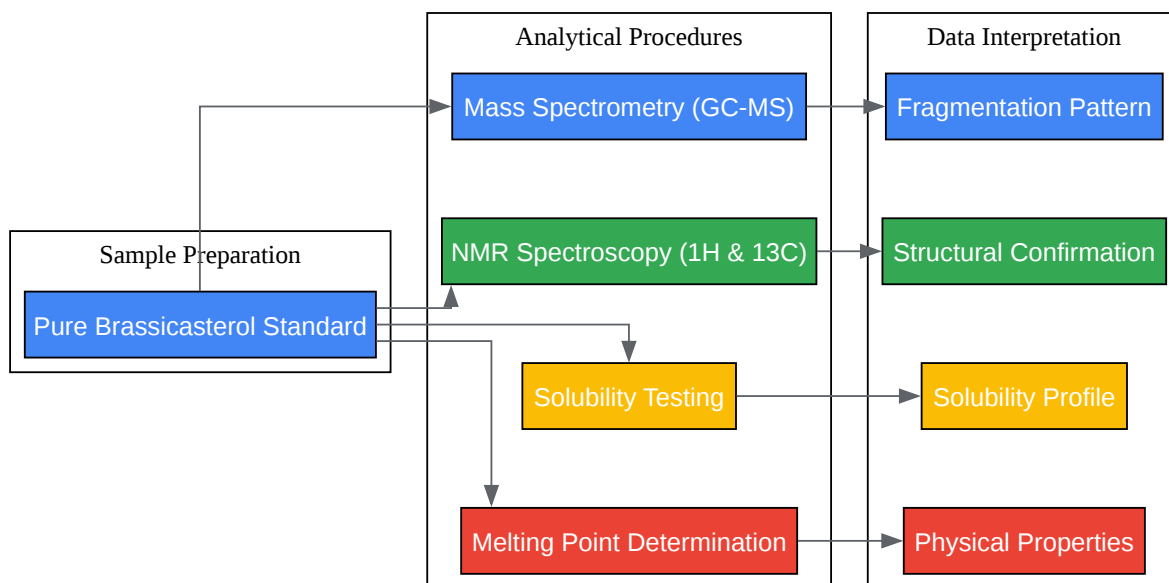 Analytical Procedures
Data Interpretation
Mass Spectrometry (GC-MS)
Fragmentation Pattern
Sample Preparation
NMR Spectroscopy (1H & 13C)
Structural Confirmation
Pure Brassicasterol Standard
Solubility Testing
Solubility Profile
Melting Point Determination
Physical Properties